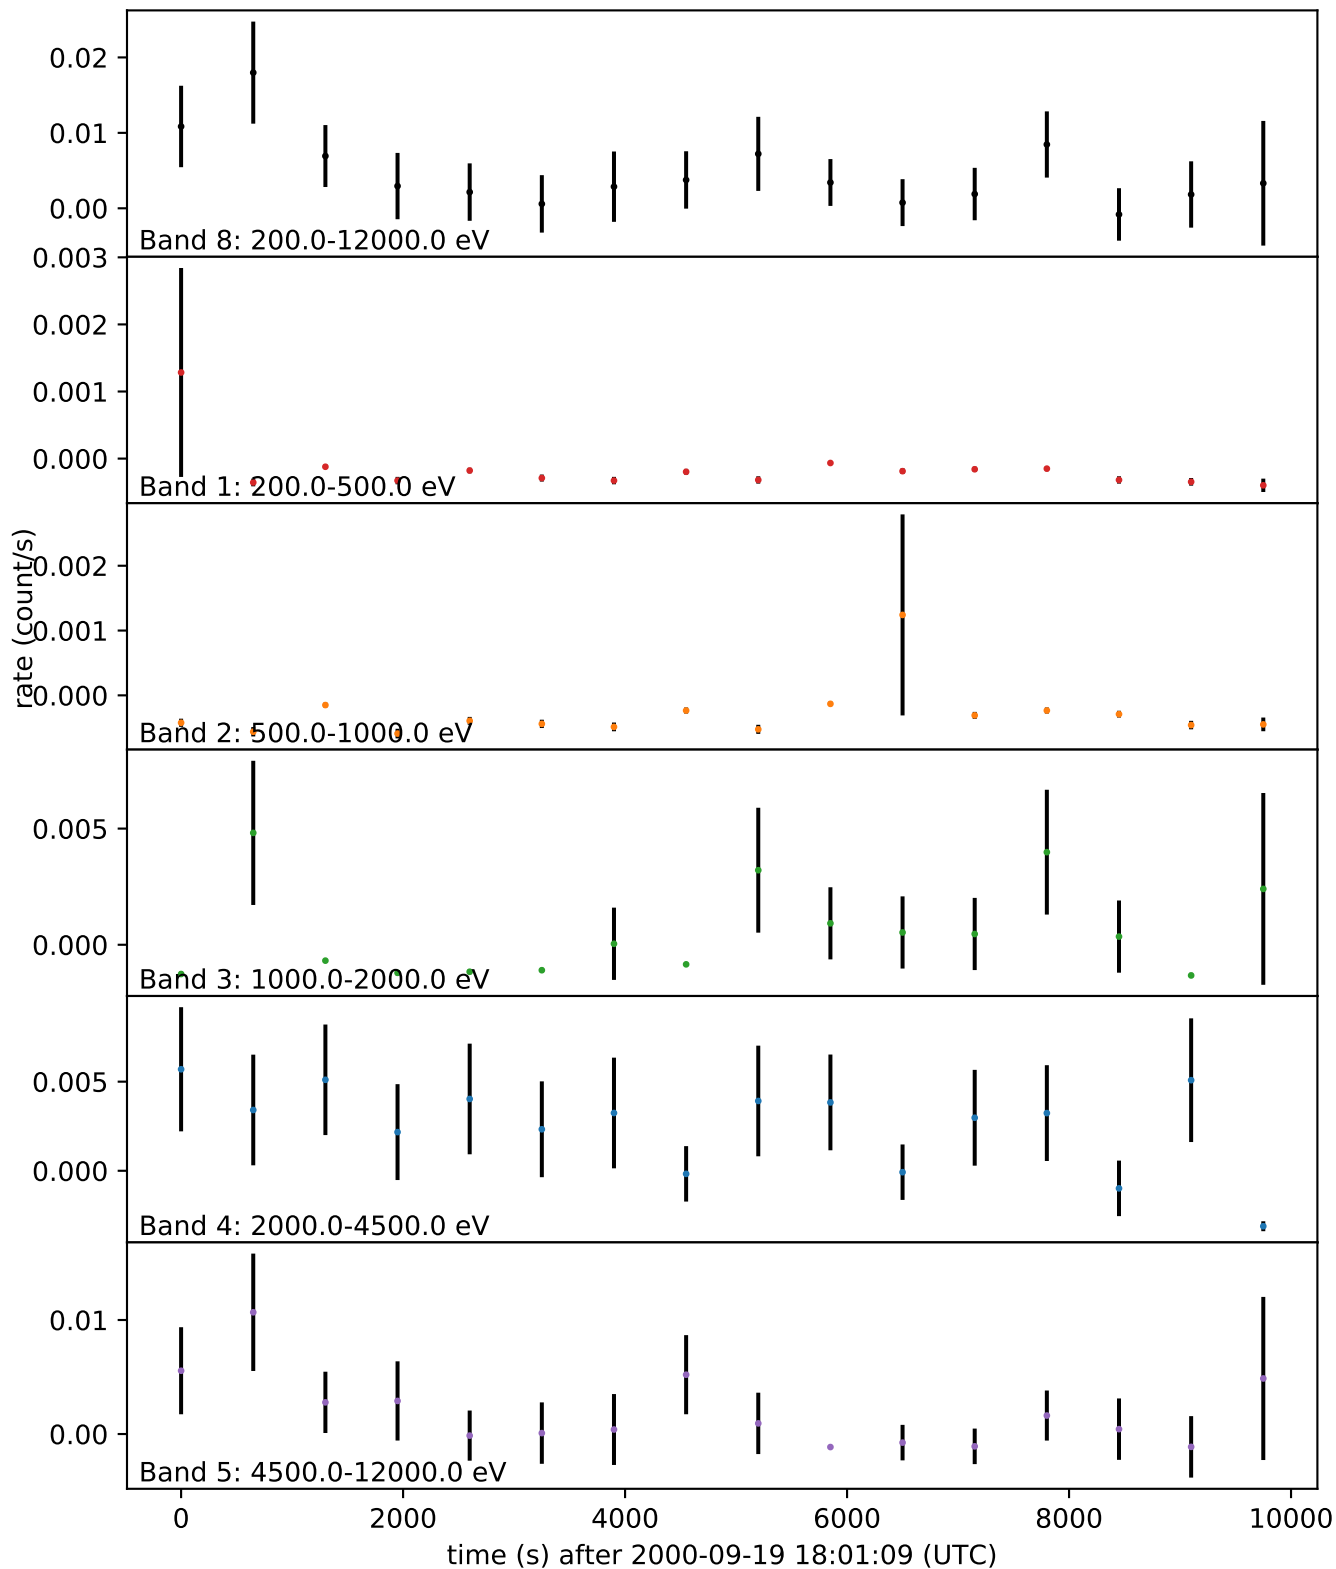 0.02
0.01
0.00
Band 8: 200.0-12000.0 eV
0.003
0.002
0.001
0.000
Band 1: 200.0-500.0 eV
rate (count/s)
0.002
0.001
0.000
Band 2: 500.0-1000.0 eV
0.005
0.000
Band 3: 1000.0-2000.0 eV
0.005
0.000
Band 4: 2000.0-4500.0 eV
0.01
0.00
Band 5: 4500.0-12000.0 eV
0 2000 4000 6000 8000 10000
time (s) after 2000-09-19 18:01:09 (UTC)